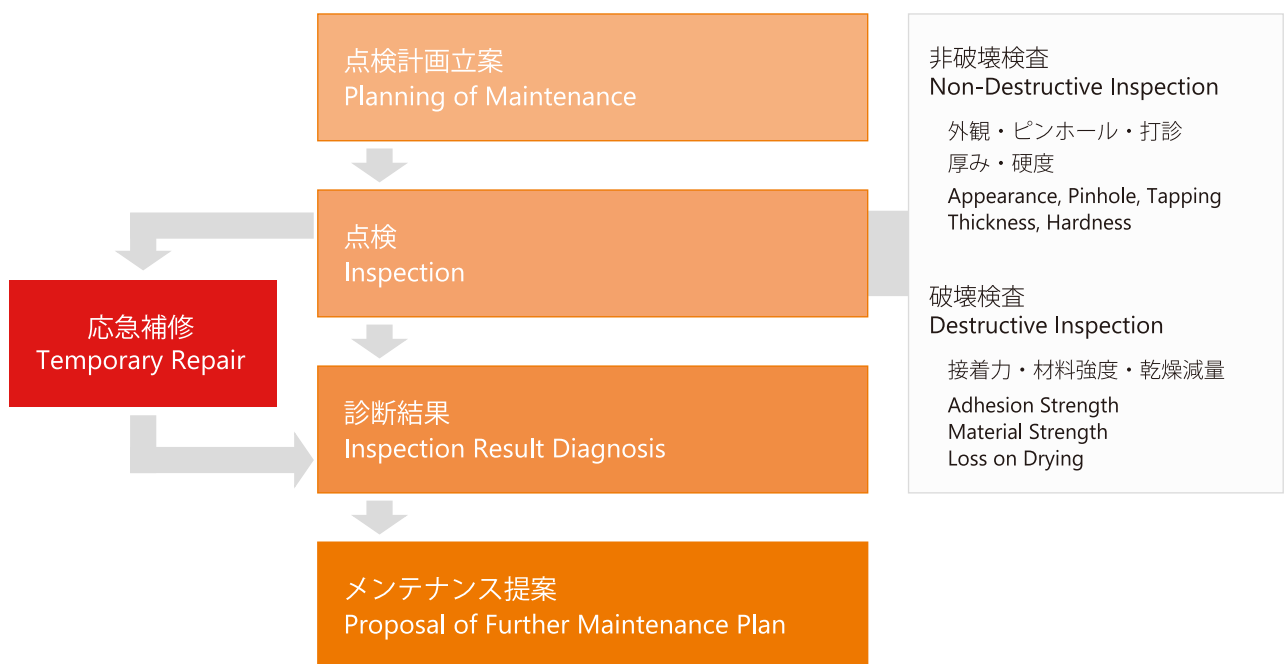 点検計画立案
Planning of Maintenance
点検
Inspection
応急補修
Temporary Repair
診断結果
Inspection Result Diagnosis
メンテナンス提案
Proposal of Further Maintenance Plan
非破壊検査
Non-Destructive Inspection
外観・ピンホール・打診
厚み・硬度
Appearance, Pinhole, Tapping
Thickness, Hardness
破壊検査
Destructive Inspection
接着力・材料強度・乾燥減量
Adhesion Strength
Material Strength
Loss on Drying